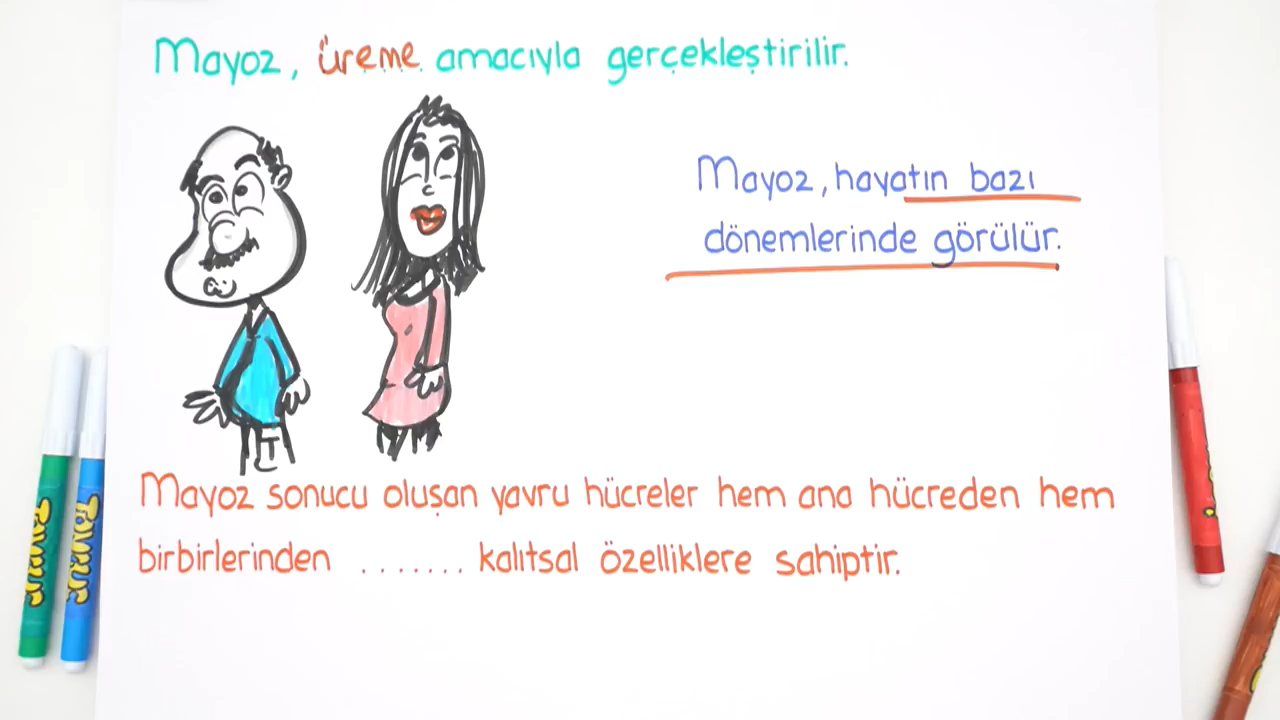 Mayoz, üreme amacıyla gerçekleştirilir.
Mayoz, hayatın bazı
dönemlerinde görülür.
Mayoz sonucu oluşan yavru hücreler hem ana hücreden hem
birbirlerinden ....... kalıtsal özelliklere sahiptir.